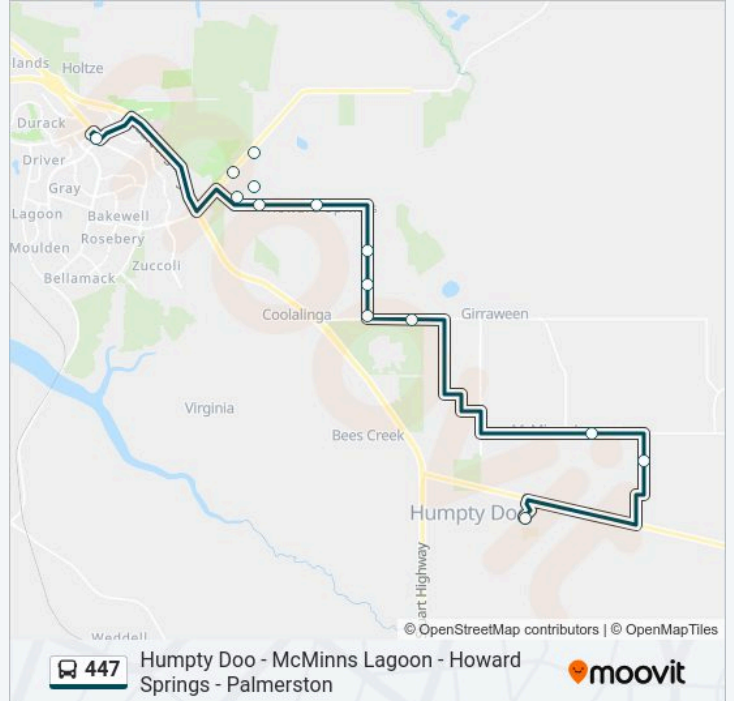 lands
Holtze
Durack
Driver
Gray
Lagoon
Bakewell
Rosebery
Moulden
Zuccoli
Bellamack
Coolalinga
Girraween
Virginia
Bees Creek
Humpty Doo
art Highway
© OpenStreetMap contributors | © OpenMapTiles
Weddell
447
Humpty Doo - McMinns Lagoon - Howard
Springs - Palmerston
moovit